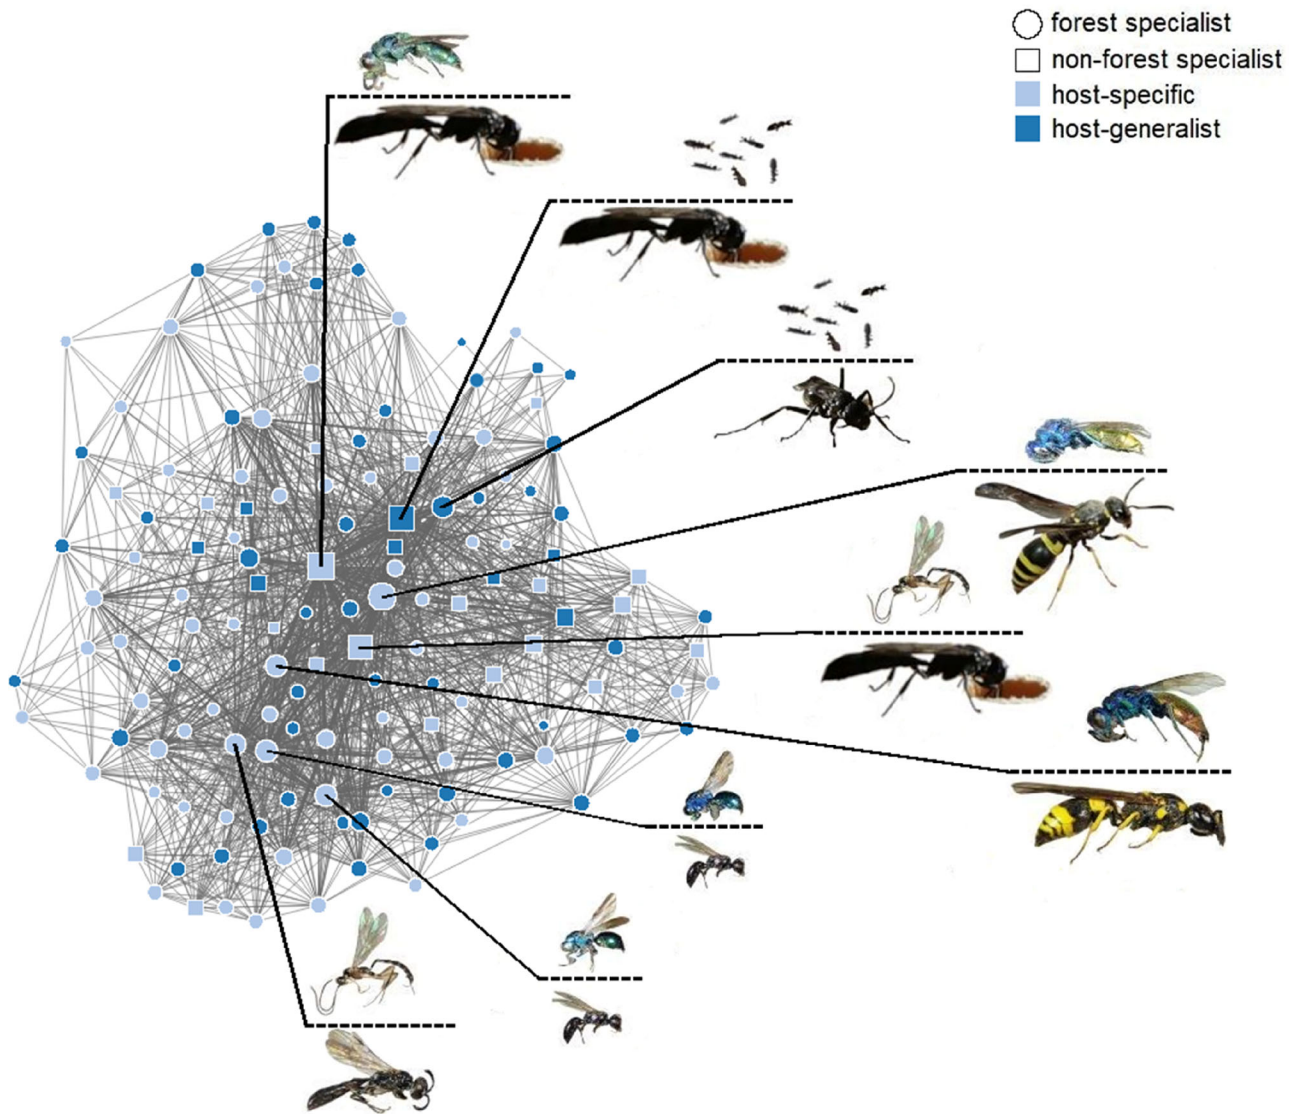 forest specialist
non-forest specialist
host-specific
host-generalist